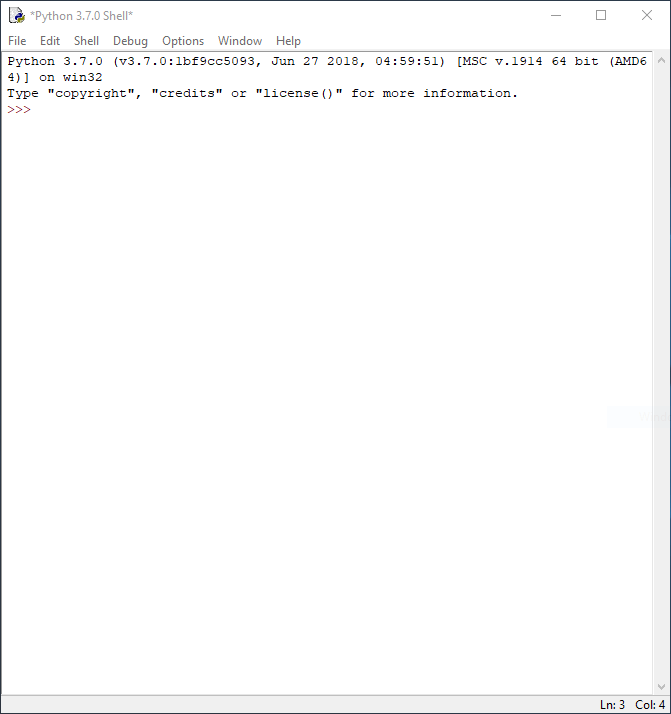 *Python 3.7.0 Shell*
File Edit Shell Debug Options Window Help
Python 3.7.0 (v3.7.0:1bf9cc5093, Jun 27 2018, 04:59:51) [MSC v.1914 64 bit (AMD6
4)] on win32
Type "copyright", "credits" or "license()" for more information.
>>>
Ln: 3 Col: 4